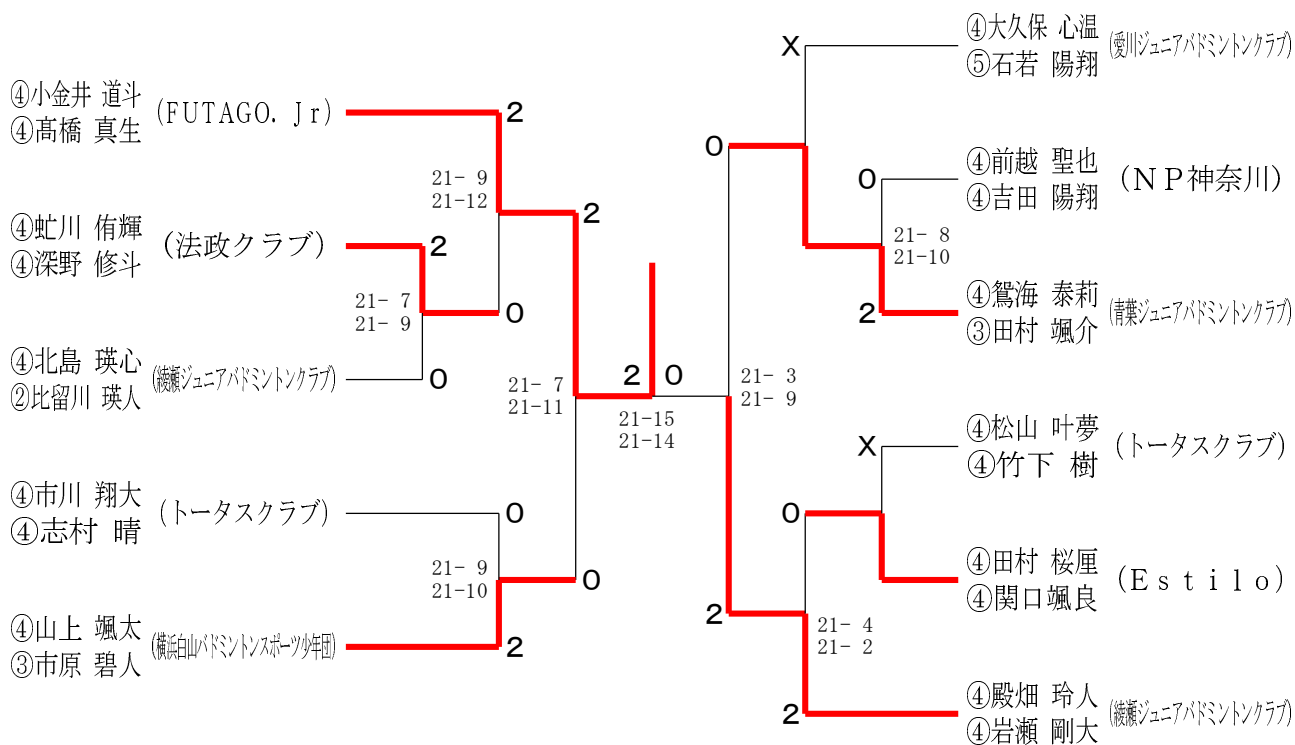 ④小金井 道斗
④髙橋 真生
(FUTAGO. Jr)
2
21- 9
21-12
④虻川 侑輝
④深野 修斗
(法政クラブ)
2
21- 7
21- 9
0
④北島 瑛心
②比留川 瑛人
(綾瀬ジュニアバドミントンクラブ)
0
2
21- 7
21-11
④市川 翔大
④志村 晴
(トータスクラブ)
0
21- 9
21-10
0
④山上 颯太
③市原 碧人
(横浜白山バドミントンスポーツ少年団)
2
2 0
21-15
21-14
X
④大久保 心温
⑤石若 陽翔
(愛川ジュニアバドミントンクラブ)
0
0
④前越 聖也
④吉田 陽翔
(NP神奈川)
21- 8
21-10
2
④鴛海 泰莉
③田村 颯介
(青葉ジュニアバドミントンクラブ)
21- 3
21- 9
X
④松山 叶夢
④竹下 樹
(トータスクラブ)
0
④田村 桜厘
④関口颯良
(Estilo)
2
21- 4
21- 2
2
④殿畑 玲人
④岩瀬 剛大
(綾瀬ジュニアバドミントンクラブ)